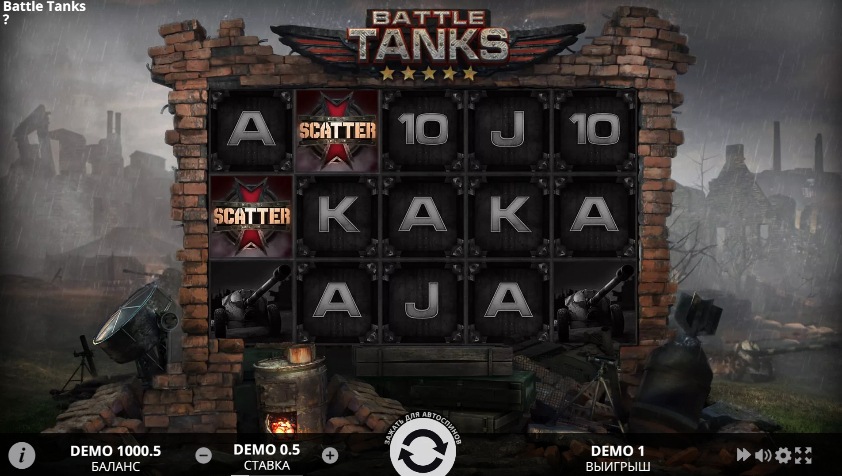 Battle Tanks
?
BATTLE
TANKS
A SCATTER 10 J 10
SCATTER K A K A
A J A
ЗАЖАТЬ ДЛЯ АВТОСПИНОВ
DEMO 1000.5
БАЛАНС
DEMO 0.5
СТАВКА
DEMO 1
ВЫИГРЫШ